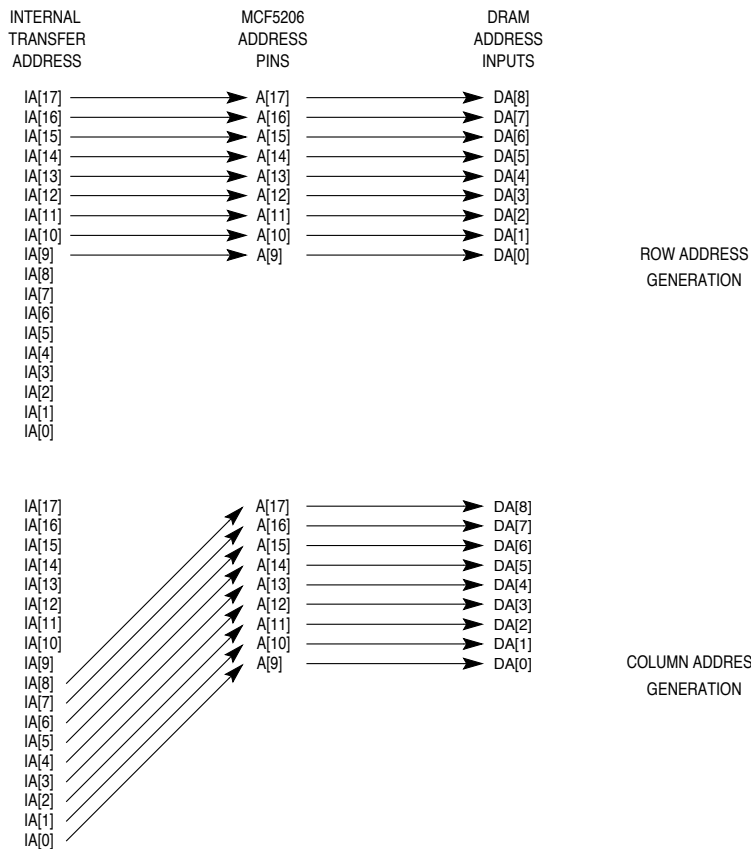 INTERNAL TRANSFER ADDRESS
MCF5206 ADDRESS PINS
DRAM ADDRESS INPUTS
IA[17] A[17] DA[8]
IA[16] A[16] DA[7]
IA[15] A[15] DA[6]
IA[14] A[14] DA[5]
IA[13] A[13] DA[4]
IA[12] A[12] DA[3]
IA[11] A[11] DA[2]
IA[10] A[10] DA[1]
IA[9] A[9] DA[0]
IA[8]
IA[7]
IA[6]
IA[5]
IA[4]
IA[3]
IA[2]
IA[1]
IA[0]
ROW ADDRESS
GENERATION
IA[17] A[17] DA[8]
IA[16] A[16] DA[7]
IA[15] A[15] DA[6]
IA[14] A[14] DA[5]
IA[13] A[13] DA[4]
IA[12] A[12] DA[3]
IA[11] A[11] DA[2]
IA[10] A[10] DA[1]
IA[9] A[9] DA[0]
IA[8]
IA[7]
IA[6]
IA[5]
IA[4]
IA[3]
IA[2]
IA[1]
IA[0]
COLUMN ADDRES
GENERATION